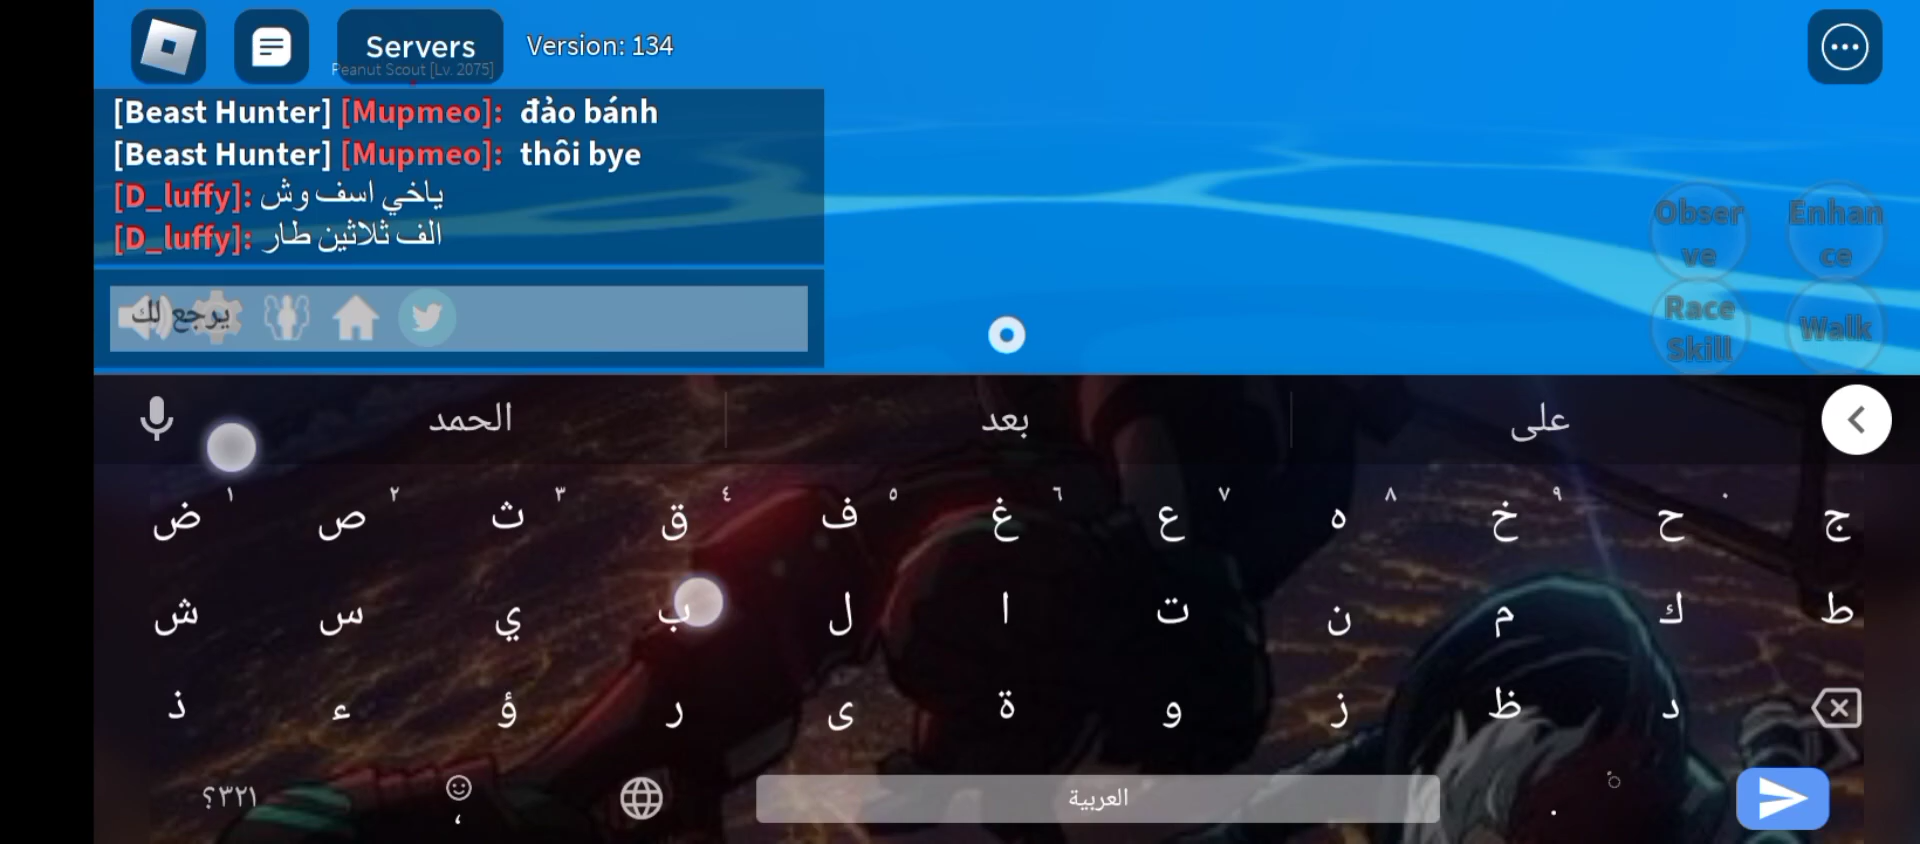 Servers
Version: 134
Peanut Scout [Lv. 2075]
[Beast Hunter] [Mupmeo]: đảo bánh
[Beast Hunter] [Mupmeo]: thôi bye
[D_luffy]: ياخي اسف وش
[D_luffy]: الف ثلاثين طار
يرجع لك
Obser
ve
Enhan
ce
Race
Skill
Walk
الحمد بعد على
١ ٢ ٣ ٤ ٥ ٦ ٧ ٨ ٩ ٠
ض ص ث ق ف غ ع ه خ ح ج
ش س ي ب ل ا ت ن م ك ط
ذ ء ؤ ر ى ة و ز ظ د
؟٣٢١ ، العربية .